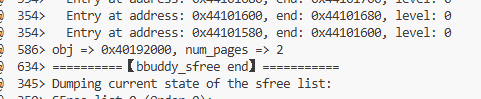 354>   Entry at address: 0x44101600, end: 0x44101680, level: 0
354>   Entry at address: 0x44101580, end: 0x44101600, level: 0
586> obj => 0x40192000, num_pages => 2
634> ==========【bbuddy_sfree end】===========
345> Dumping current state of the sfree list: